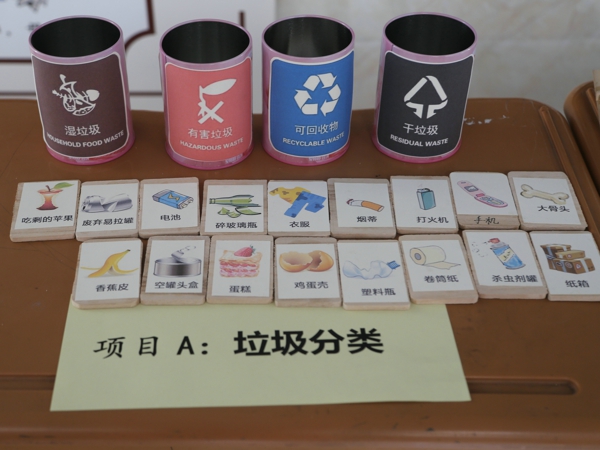 湿垃圾
HOUSEHOLD FOOD WASTE
有害垃圾
HAZARDOUS WASTE
可回收物
RECYCLABLE WASTE
干垃圾
RESIDUAL WASTE
吃剩的苹果
废弃易拉罐
电池
碎玻璃瓶
衣服
烟蒂
打火机
手机
大骨头
香蕉皮
空罐头盒
蛋糕
鸡蛋壳
塑料瓶
卷筒纸
杀虫剂罐
纸箱
项目 A: 垃圾分类